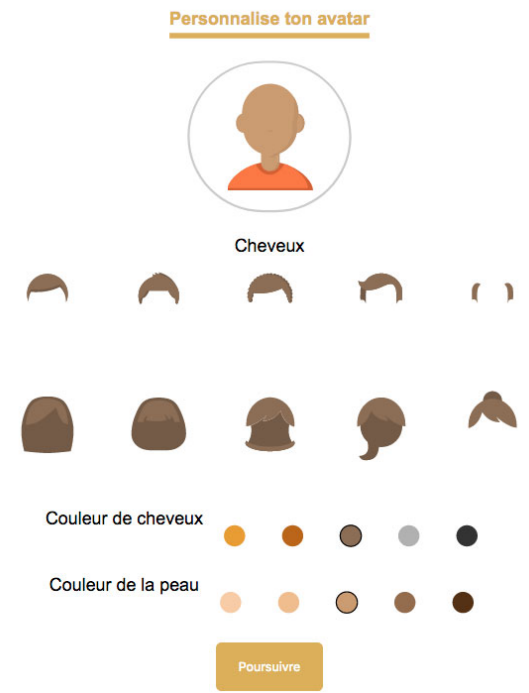 Personnalise ton avatar
Cheveux
Couleur de cheveux
Couleur de la peau
Poursuivre